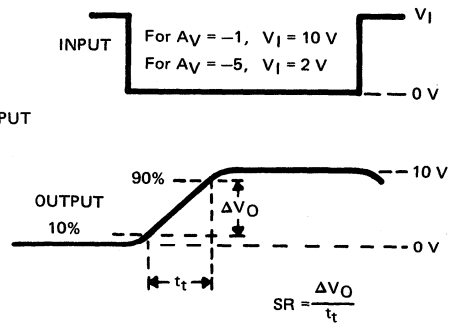 V_I
INPUT
For A_V = −1, V_I = 10 V
For A_V = −5, V_I = 2 V
0 V
PUT
90%
10 V
OUTPUT
ΔV_O
10%
0 V
t_t
SR = ΔV_O / t_t